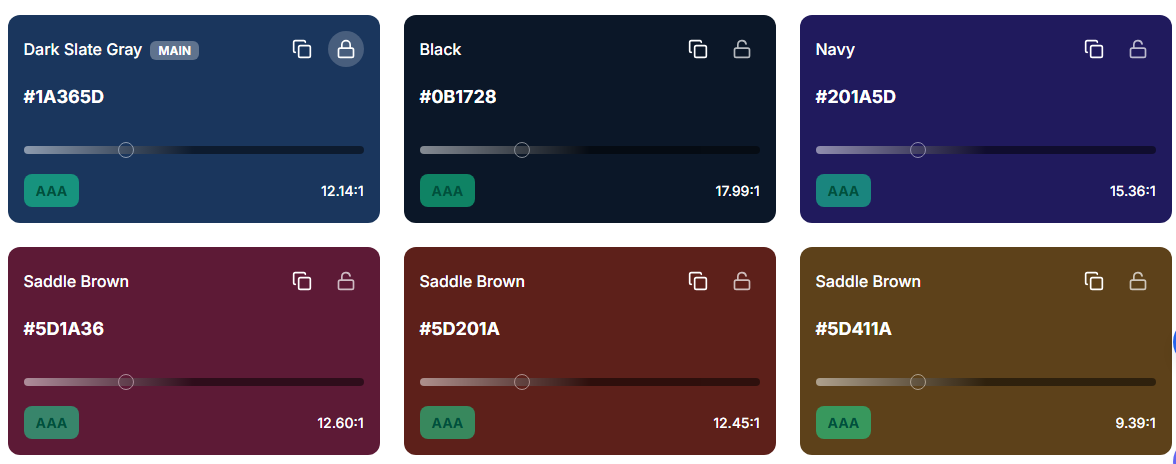 Dark Slate Gray MAIN
#1A365D
AAA 12.14:1
Black
#0B1728
AAA 17.99:1
Navy
#201A5D
AAA 15.36:1
Saddle Brown
#5D1A36
AAA 12.60:1
Saddle Brown
#5D201A
AAA 12.45:1
Saddle Brown
#5D411A
AAA 9.39:1